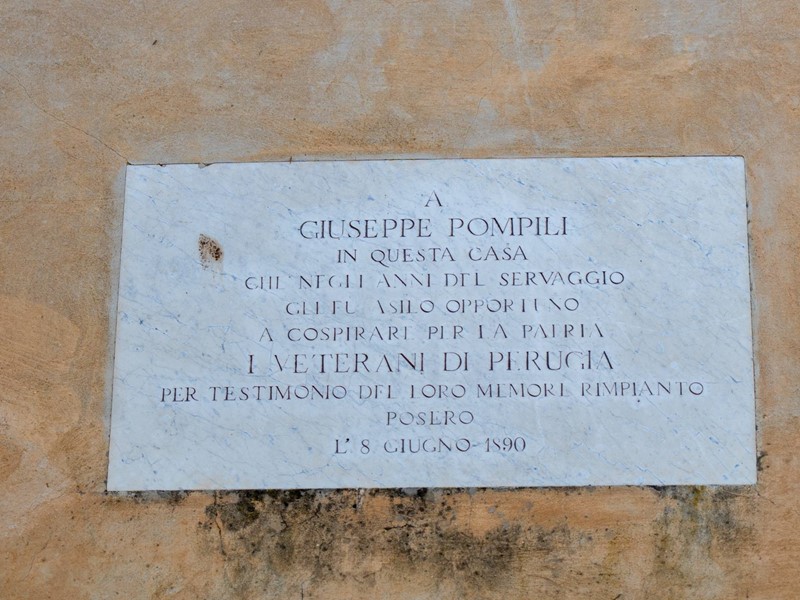 A
GIUSEPPE POMPILI
IN QUESTA CASA
CHE NEGLI ANNI DEL SERVAGGIO
GLI FU ASILO OPPORTUNO
A COSPIRARE PER LA PATRIA
I VETERANI DI PERUGIA
PER TESTIMONIO DEL LORO MEMORE RIMPIANTO
POSERO
L' 8 GIUGNO 1890